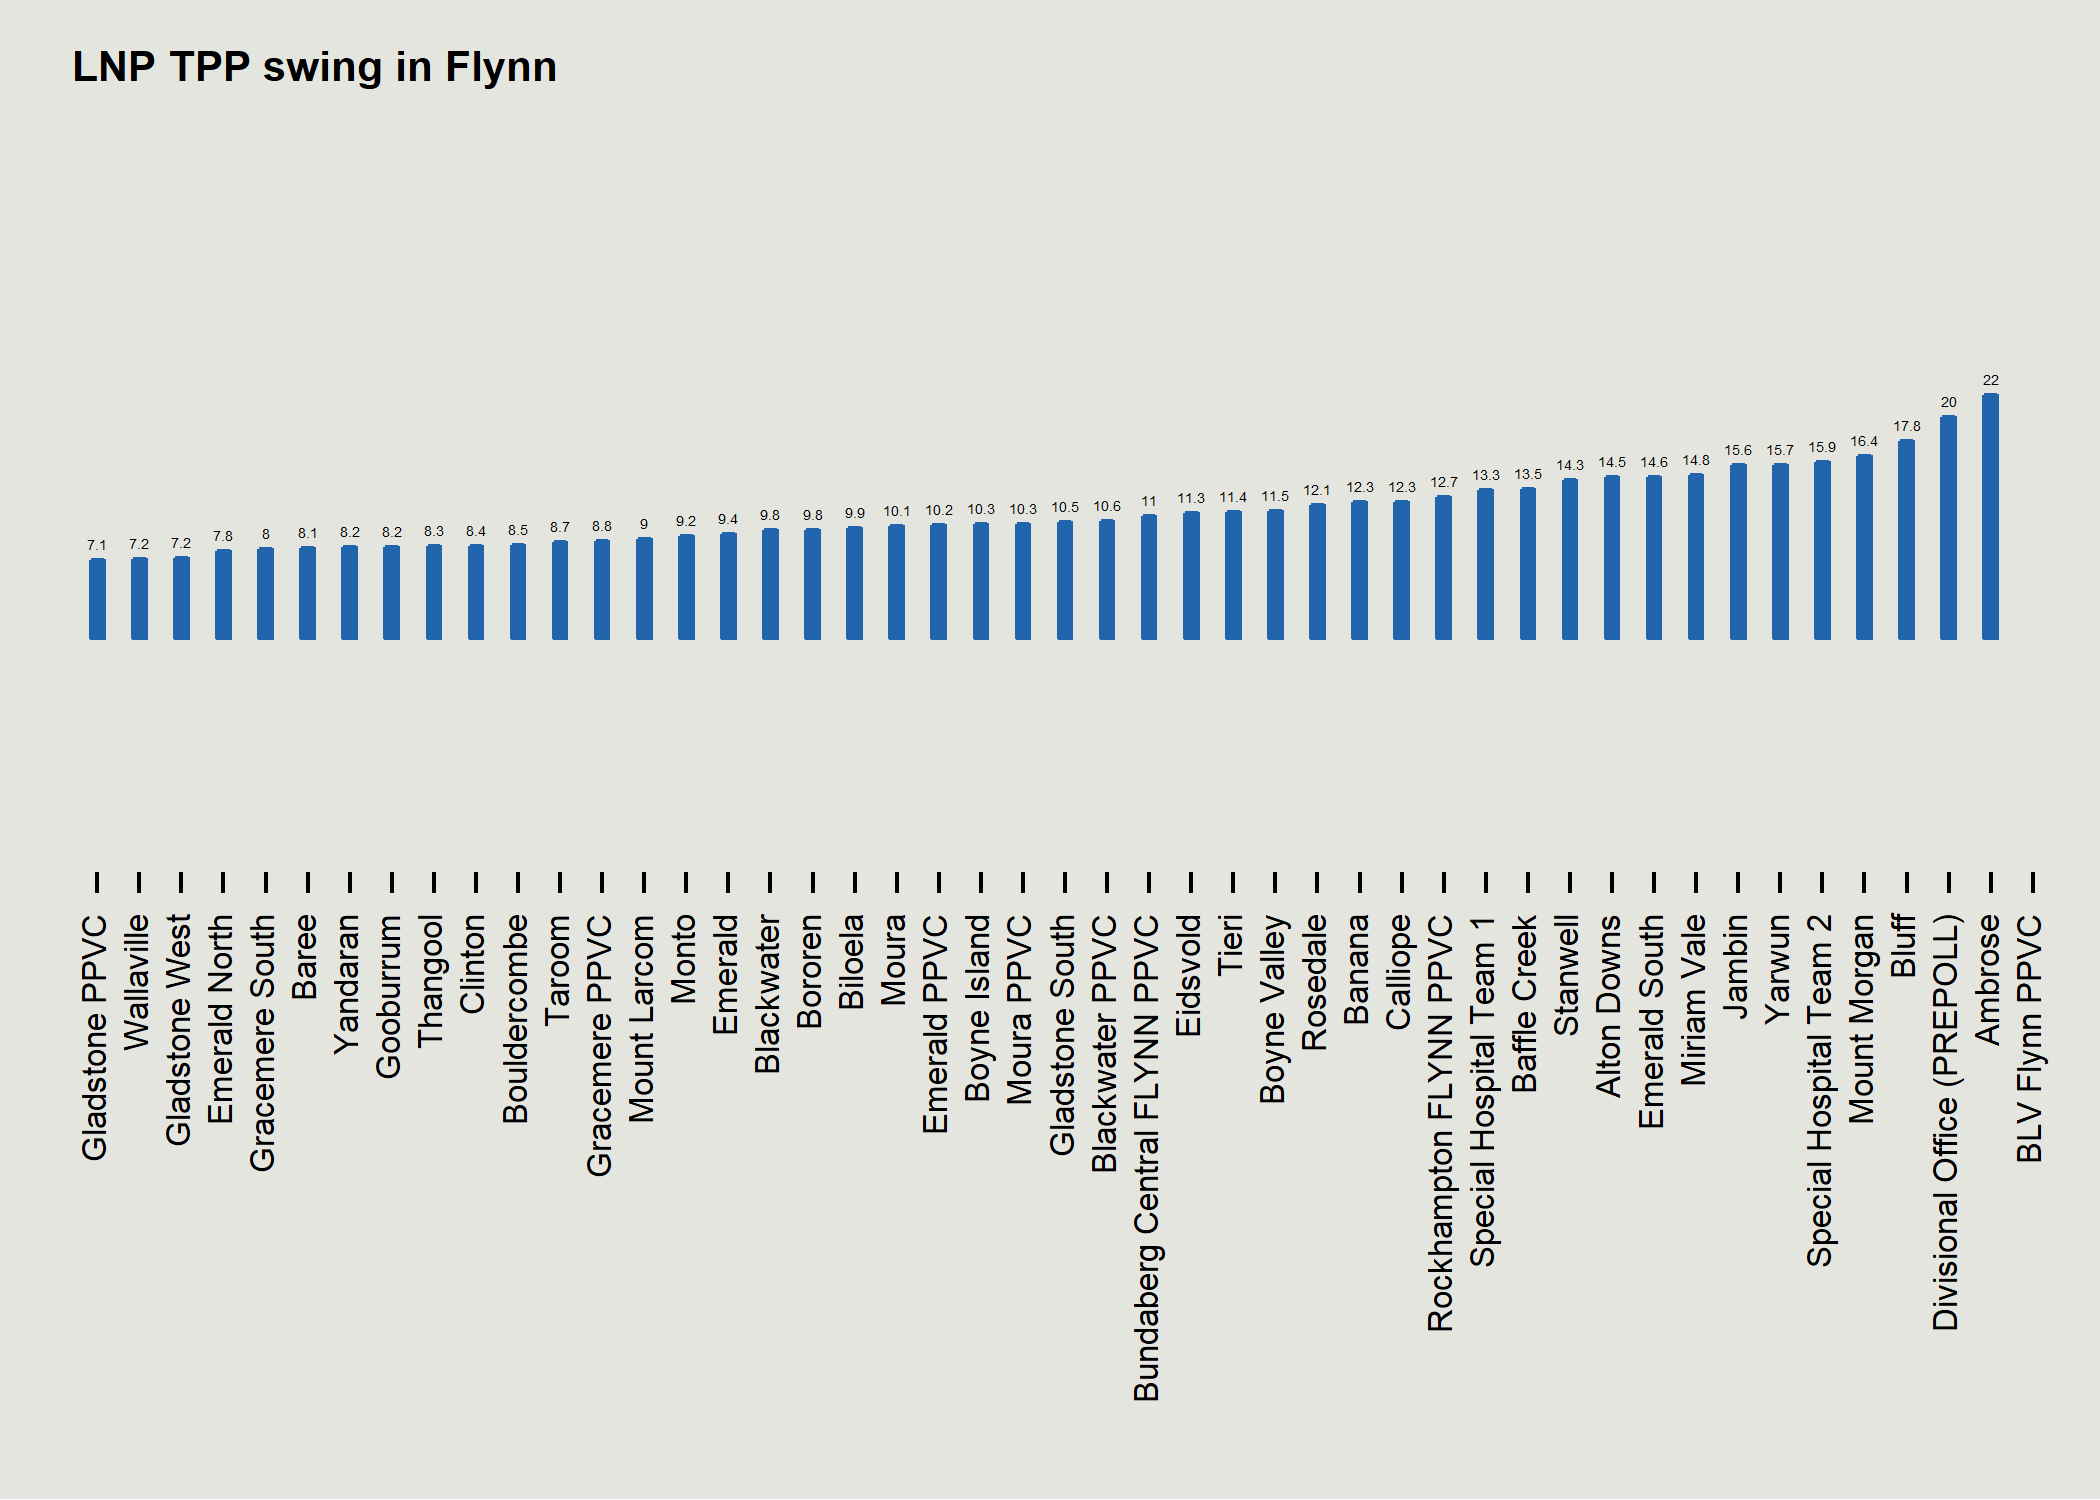 LNP TPP swing in Flynn
7.1 7.2 7.2 7.8 8 8.1 8.2 8.2 8.3 8.4 8.5 8.7 8.8 9 9.2 9.4 9.8 9.8 9.9 10.1 10.2 10.3 10.3 10.5 10.6 11 11.3 11.4 11.5 12.1 12.3 12.3 12.7 13.3 13.5 14.3 14.5 14.6 14.8 15.6 15.7 15.9 16.4 17.8 20 22
Gladstone PPVC
Wallaville
Gladstone West
Emerald North
Gracemere South
Baree
Yandaran
Gooburrum
Thangool
Clinton
Bouldercombe
Taroom
Gracemere PPVC
Mount Larcom
Monto
Emerald
Blackwater
Bororen
Biloela
Moura
Emerald PPVC
Boyne Island
Moura PPVC
Gladstone South
Blackwater PPVC
Bundaberg Central FLYNN PPVC
Eidsvold
Tieri
Boyne Valley
Rosedale
Banana
Calliope
Rockhampton FLYNN PPVC
Special Hospital Team 1
Baffle Creek
Stanwell
Alton Downs
Emerald South
Miriam Vale
Jambin
Yarwun
Special Hospital Team 2
Mount Morgan
Bluff
Divisional Office (PREPOLL)
Ambrose
BLV Flynn PPVC